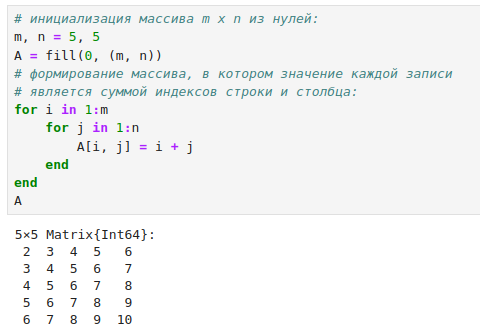 # инициализация массива m x n из нулей:
m, n = 5, 5
A = fill(0, (m, n))
# формирование массива, в котором значение каждой записи
# является суммой индексов строки и столбца:
for i in 1:m
    for j in 1:n
        A[i, j] = i + j
    end
end
A
5×5 Matrix{Int64}:
 2  3  4  5   6
 3  4  5  6   7
 4  5  6  7   8
 5  6  7  8   9
 6  7  8  9  10